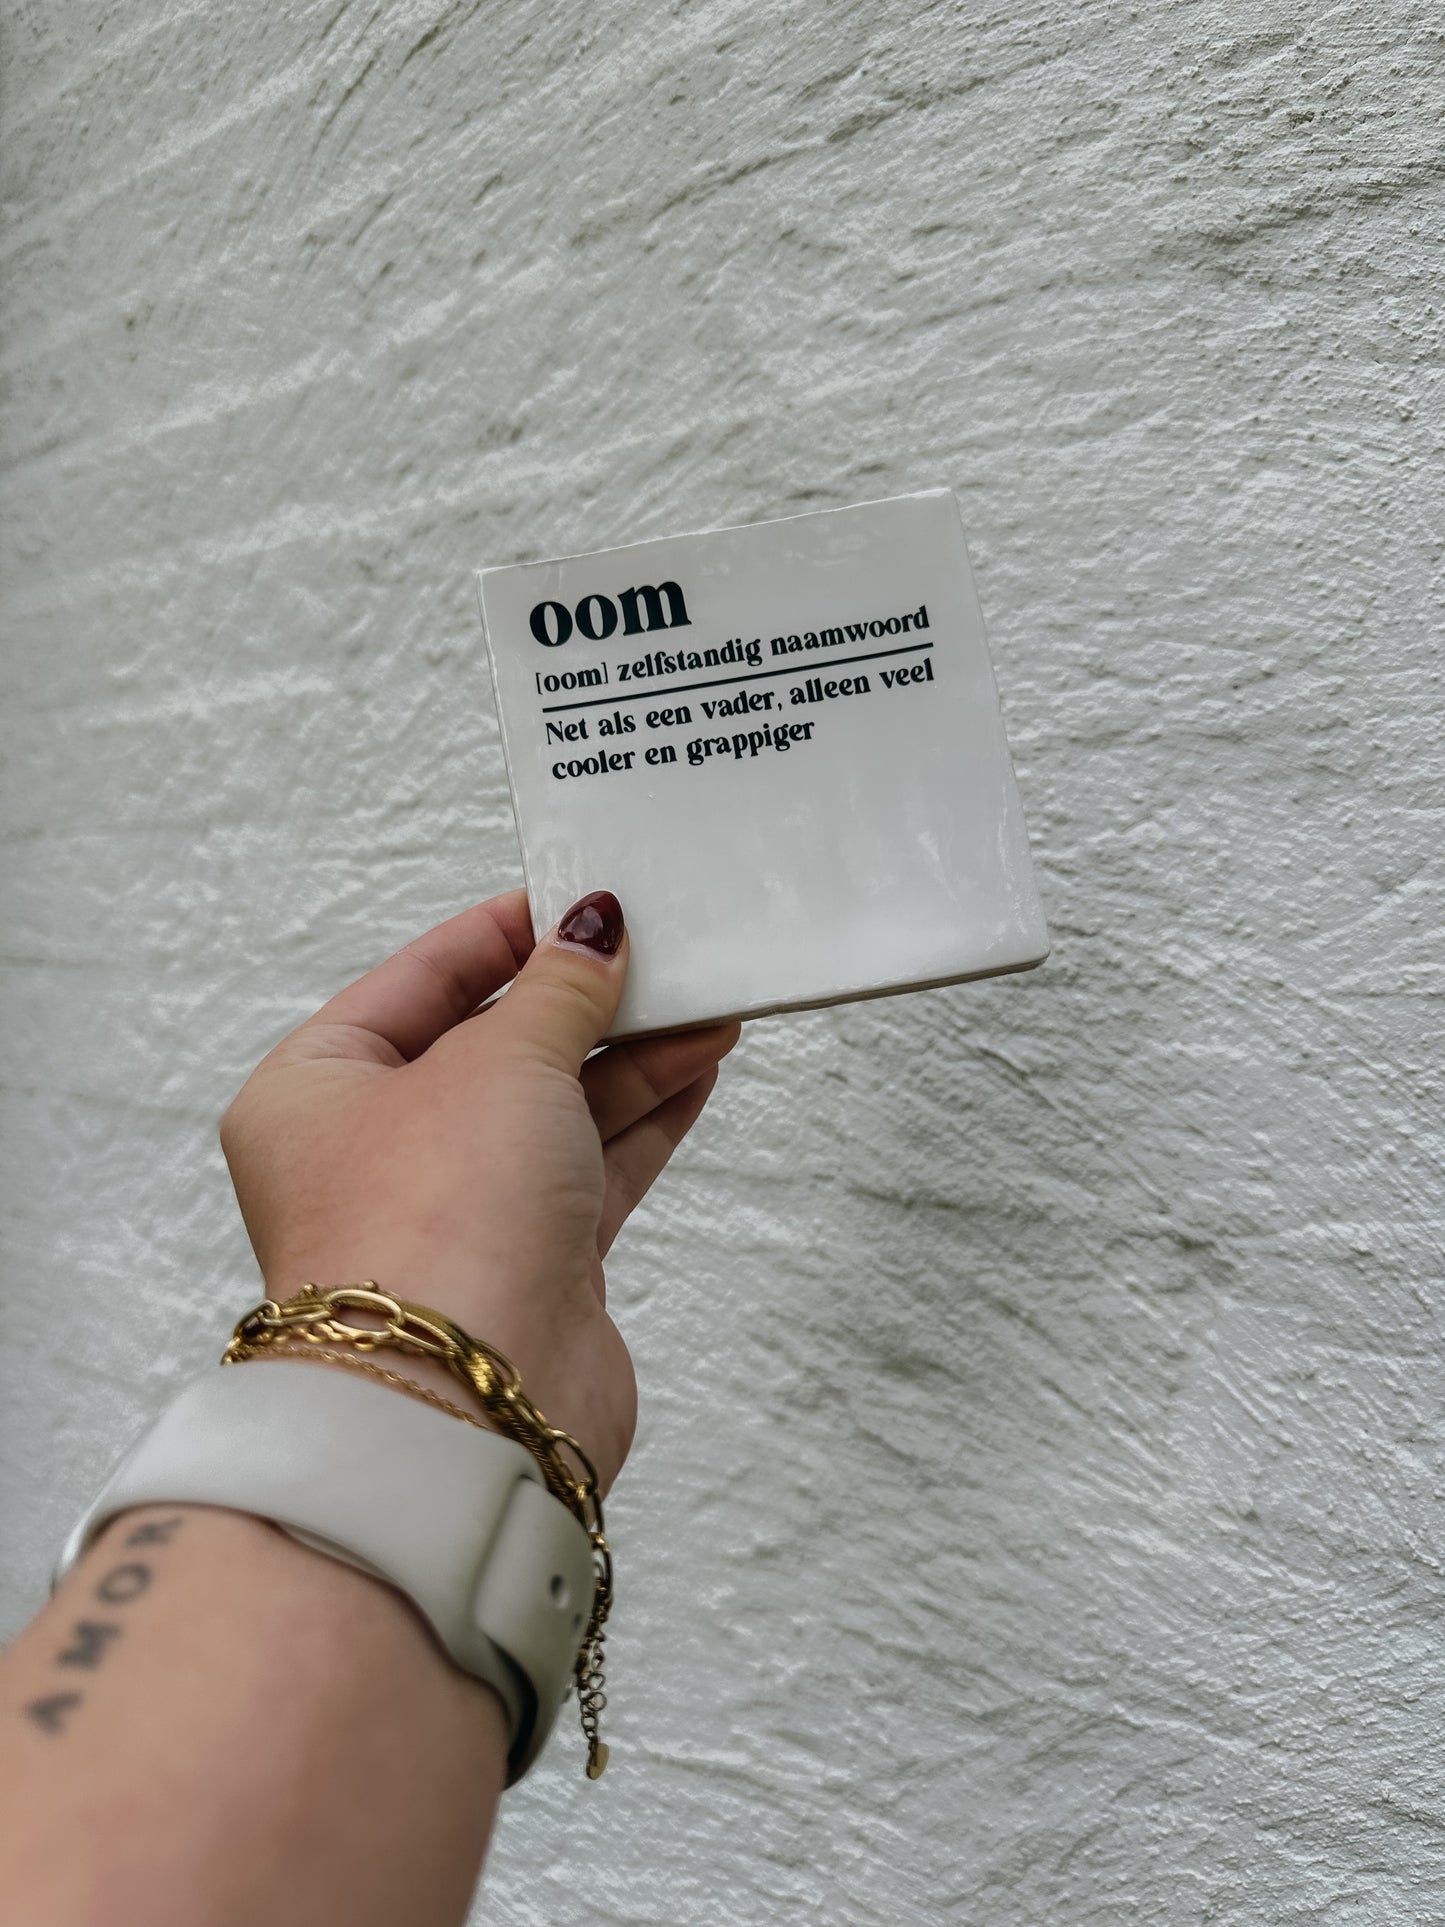 oom
[oom] zelfstandig naamwoord
Net als een vader, alleen veel
cooler en grappiger
AMOR